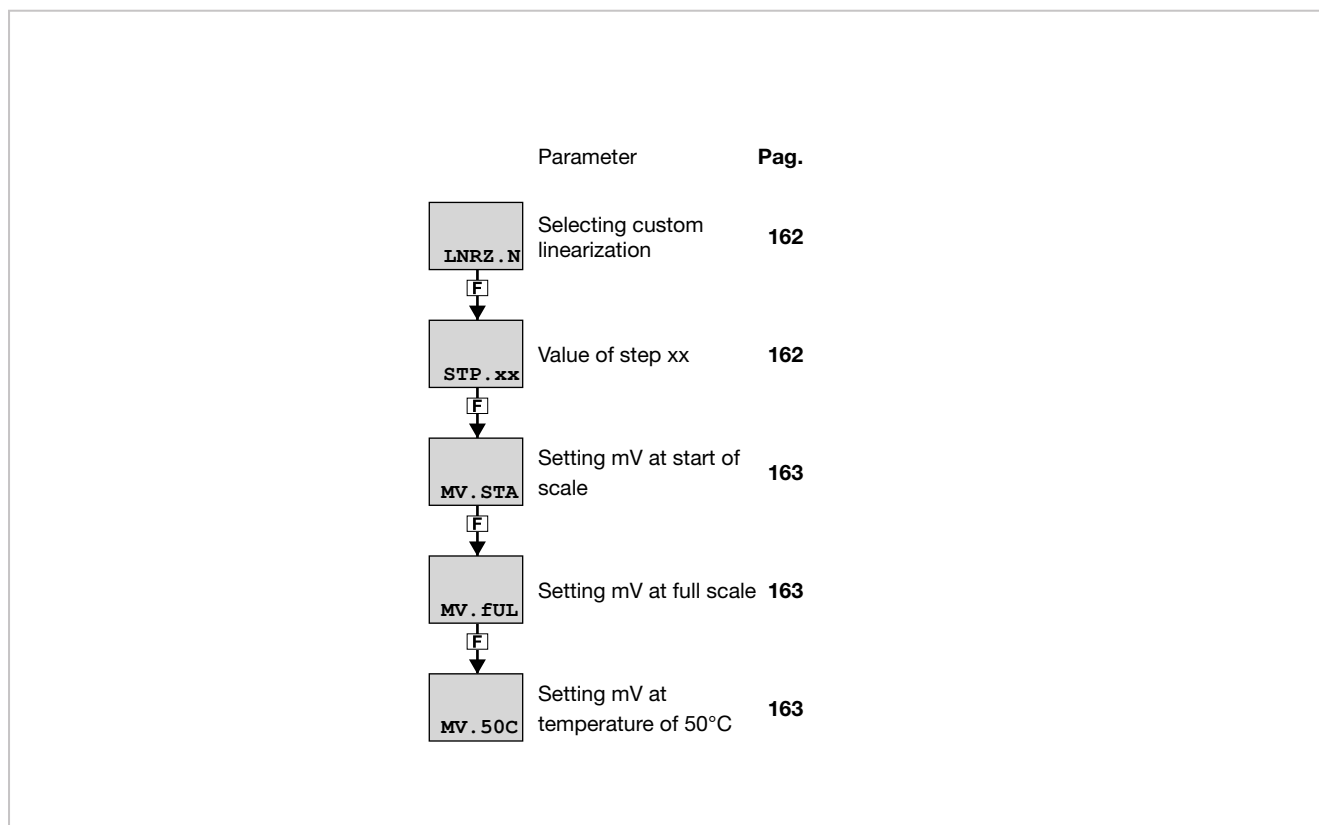 Parameter Pag.
LNRZ.N
Selecting custom
linearization
162
F
STP.xx
Value of step xx
162
F
MV.STA
Setting mV at start of
scale
163
F
MV.fUL
Setting mV at full scale 163
F
MV.50C
Setting mV at
temperature of 50°C
163